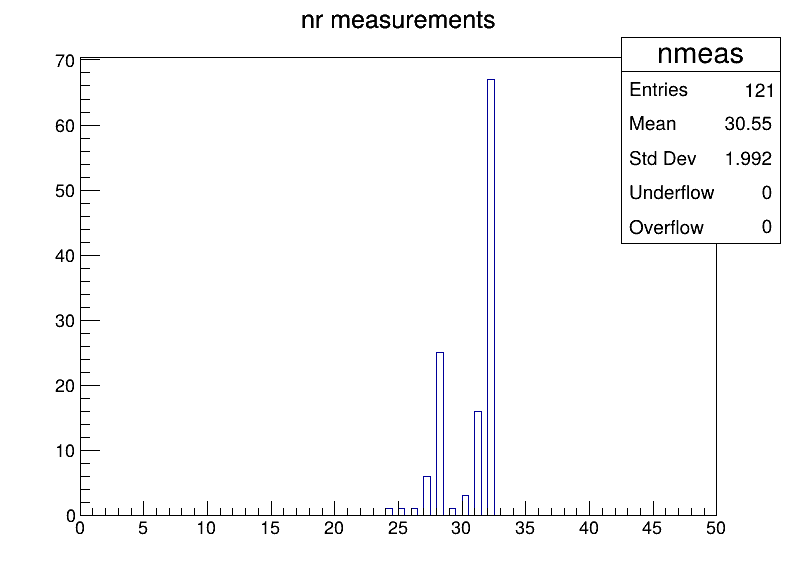 nr measurements
nmeas
Entries 121
Mean 30.55
Std Dev 1.992
Underflow 0
Overflow 0
70
60
50
40
30
20
10
0
0 5 10 15 20 25 30 35 40 45 50